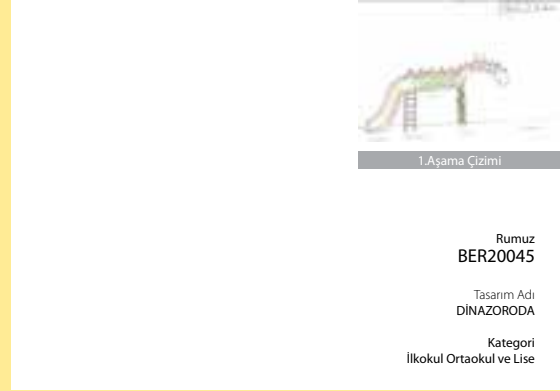 1.Aşama Çizimi
Rumuz
BER20045
Tasarım Adı
DİNAZORODA
Kategori
İlkokul Ortaokul ve Lise